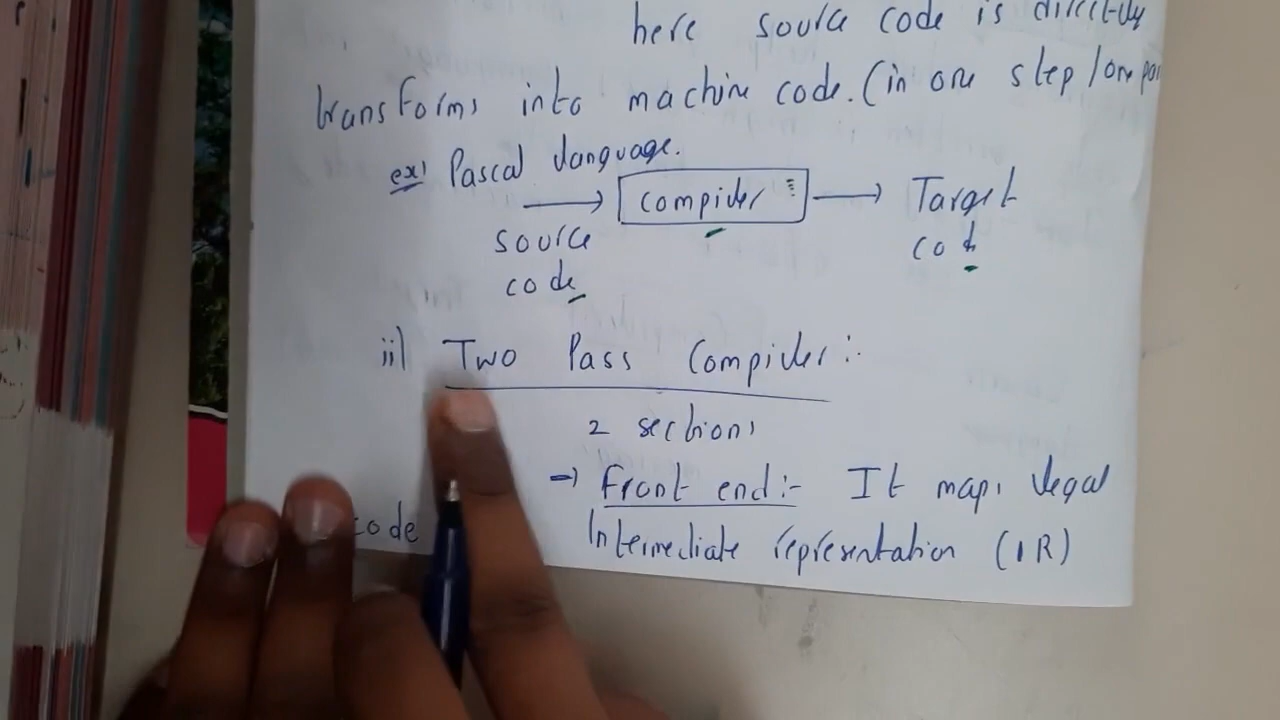 here source code is directly
transforms into machine code. (in one step / one
ex! Pascal language.
→ compiler → Target
source code
code
ii) Two Pass Compiler :-
2 sections
→ Front end :- It maps legal
code Intermediate representation (IR)